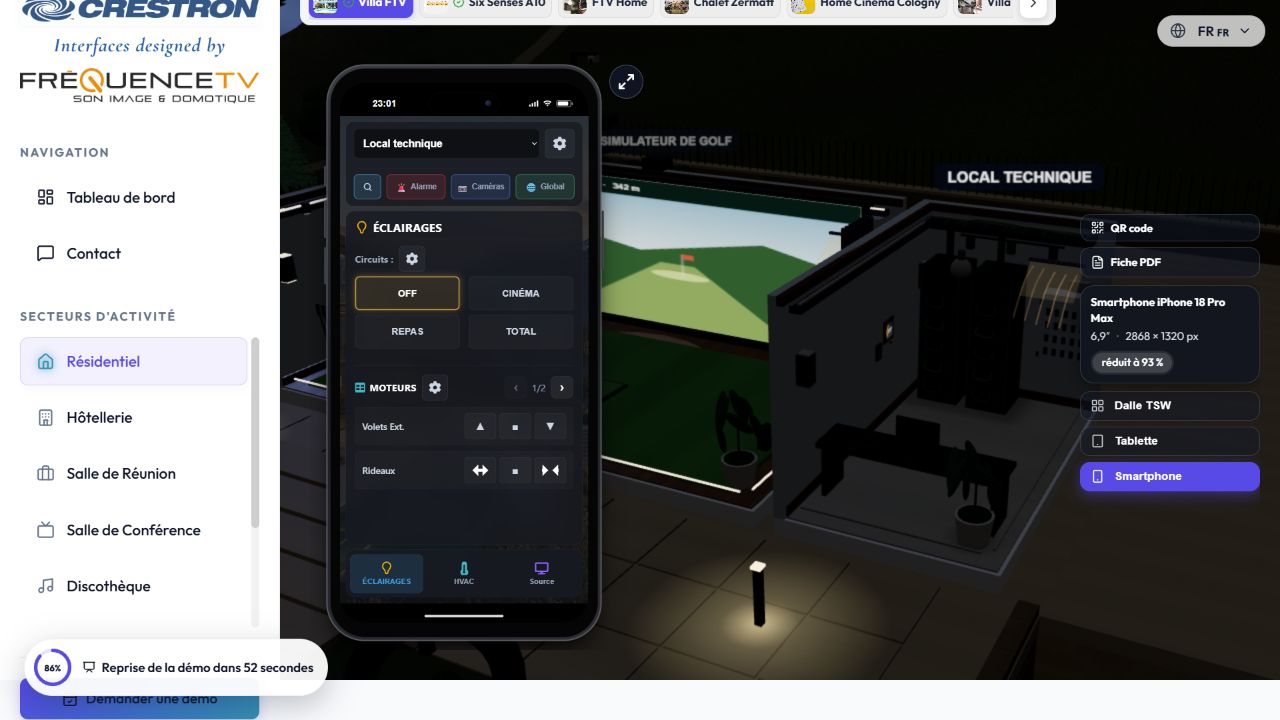 CRESTRON
Interfaces designed by
FRÉQUENCETV
SON IMAGE & DOMOTIQUE
NAVIGATION
Tableau de bord
Contact
SECTEURS D'ACTIVITÉ
Résidentiel
Hôtellerie
Salle de Réunion
Salle de Conférence
Discothèque
86%
Reprise de la démo dans 52 secondes
Demander une démo
Villa FTV
Six Senses A10
FTV Home
Chalet Zermatt
Home Cinema Cologny
Villa
FR FR
23:01
Local technique
Alarme
Caméras
Global
ÉCLAIRAGES
Circuits :
OFF
CINÉMA
REPAS
TOTAL
MOTEURS
1/2
Volets Ext.
Rideaux
ÉCLAIRAGES
HVAC
Source
SIMULATEUR DE GOLF
342 m
LOCAL TECHNIQUE
QR code
Fiche PDF
Smartphone iPhone 18 Pro
Max
6,9" · 2868 × 1320 px
réduit à 93 %
Dalle TSW
Tablette
Smartphone